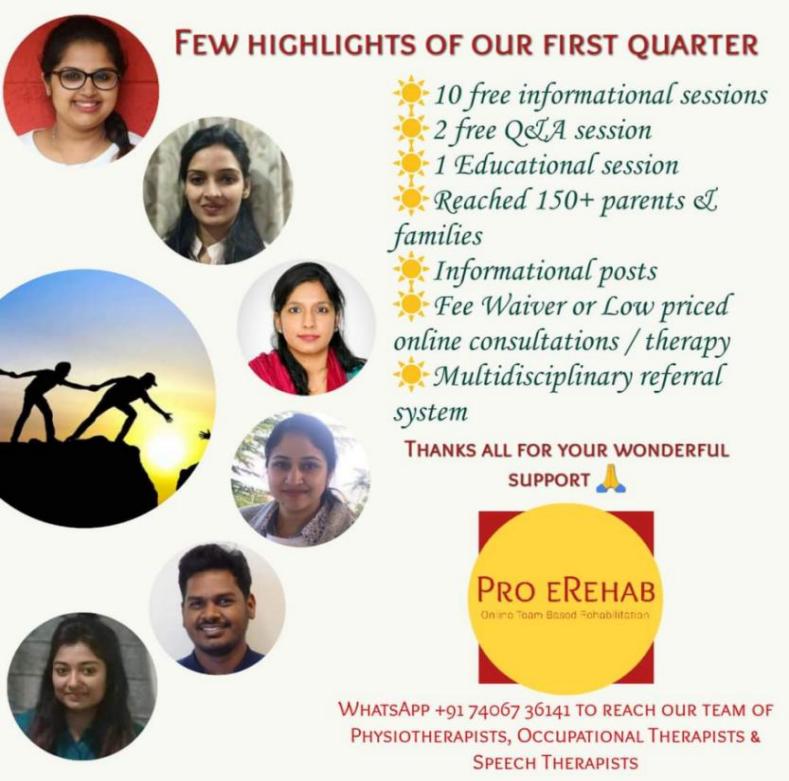 FEW HIGHLIGHTS OF OUR FIRST QUARTER
10 free informational sessions
2 free Q&A session
1 Educational session
Reached 150+ parents &
families
Informational posts
Fee Waiver or Low priced
online consultations / therapy
Multidisciplinary referral
system
THANKS ALL FOR YOUR WONDERFUL
SUPPORT 🙏
PRO EREHAB
Online Team Based Rehabilitation
WHATSAPP +91 74067 36141 TO REACH OUR TEAM OF
PHYSIOTHERAPISTS, OCCUPATIONAL THERAPISTS &
SPEECH THERAPISTS